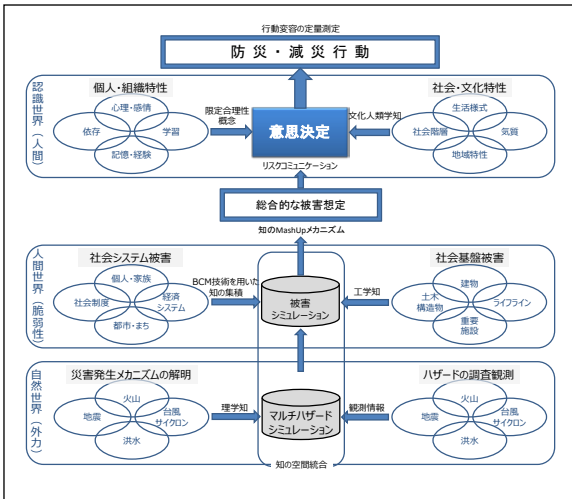 行動変容の定量測定
防災・減災行動
認識世界(人間)
個人・組織特性
心理・感情
依存
学習
記憶・経験
限定合理性
概念
意思決定
文化人類学知
社会・文化特性
生活様式
社会階層
気質
地域特性
リスクコミュニケーション
総合的な被害想定
知のMashUpメカニズム
人間世界(脆弱性)
社会システム被害
個人・家族
社会制度
経済
システム
都市・まち
BCM技術を用いた
知の集積
被害
シミュレーション
工学知
社会基盤被害
建物
土木
構造物
ライフライン
重要
施設
自然世界(外力)
災害発生メカニズムの解明
火山
地震
台風
サイクロン
洪水
理学知
マルチハザード
シミュレーション
観測情報
ハザードの調査観測
火山
地震
台風
サイクロン
洪水
知の空間統合